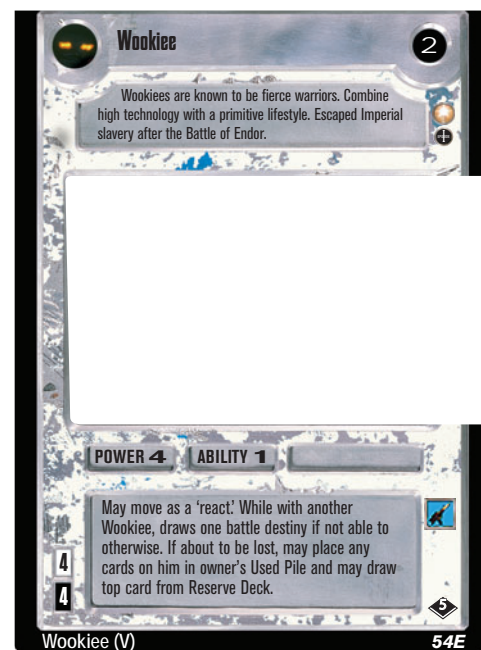 Wookiee
2
Wookiees are known to be fierce warriors. Combine
high technology with a primitive lifestyle. Escaped Imperial
slavery after the Battle of Endor.
POWER 4 ABILITY 1
May move as a ‘react.’ While with another
Wookiee, draws one battle destiny if not able to
otherwise. If about to be lost, may place any
cards on him in owner's Used Pile and may draw
top card from Reserve Deck.
4
4
5
Wookiee (V) 54E